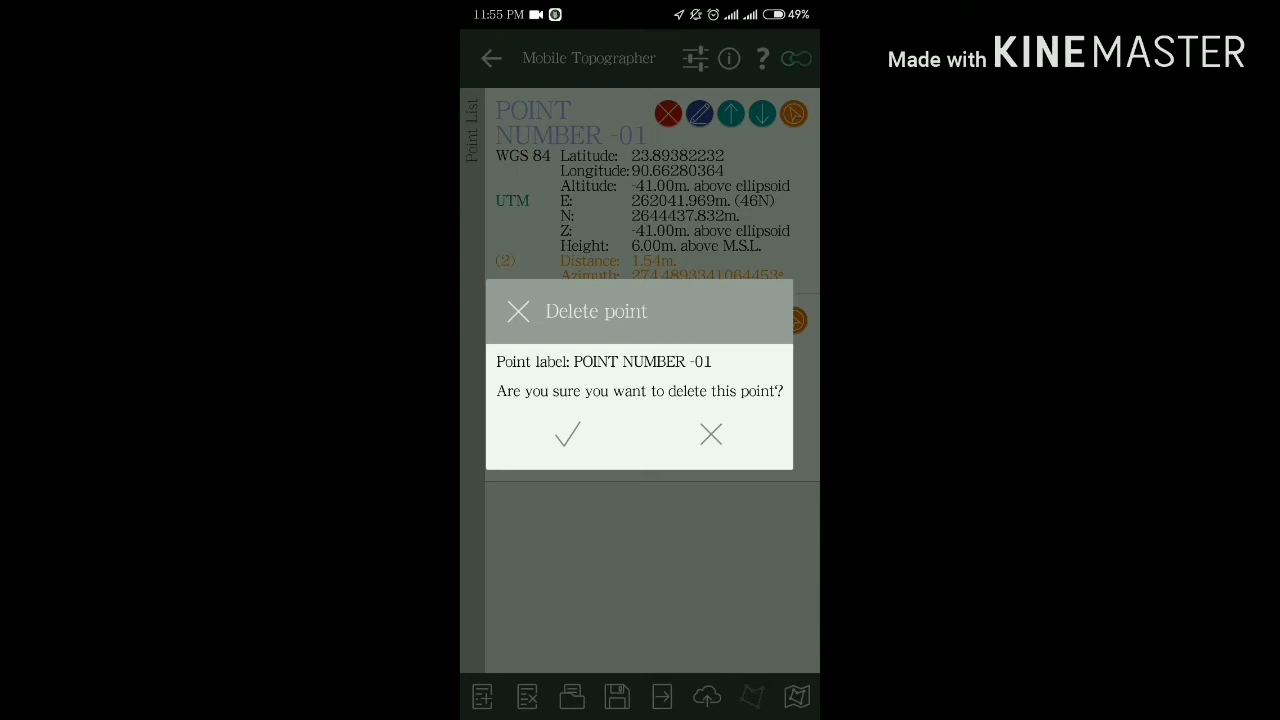 11:55 PM
49%
Made with KINEMASTER
Mobile Topographer
Point List
POINT
NUMBER -01
WGS 84 Latitude: 23.89382232
Longitude: 90.66280364
Altitude: -41.00m. above ellipsoid
UTM E: 262041.969m. (46N)
N: 2644437.832m.
Z: -41.00m. above ellipsoid
Height: 6.00m. above M.S.L.
(2) Distance: 1.54m.
Azimuth: 274.4893341064453°
Delete point
Point label: POINT NUMBER -01
Are you sure you want to delete this point?